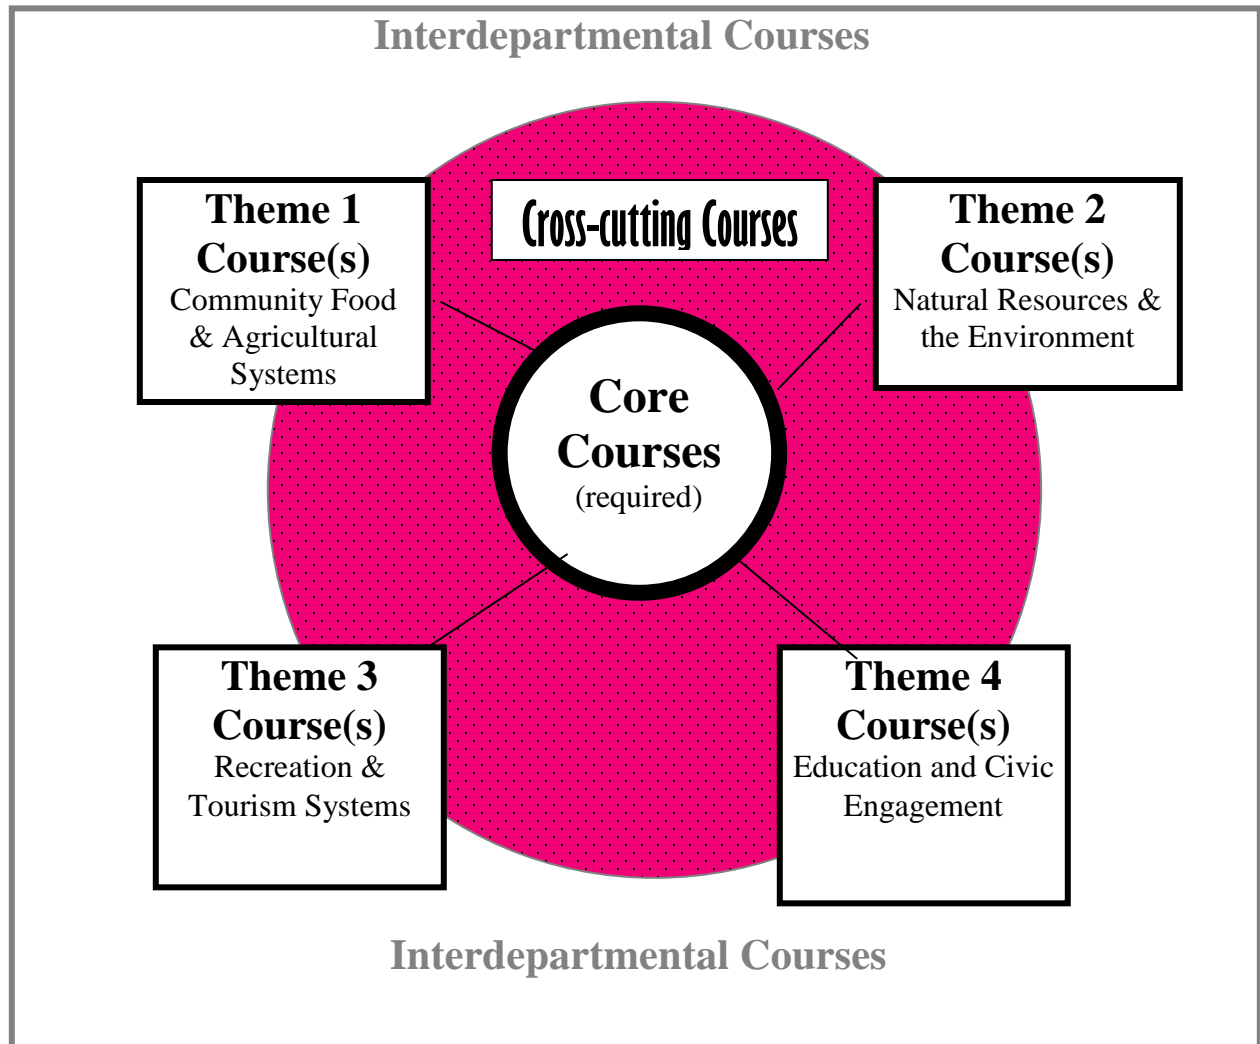 Interdepartmental Courses
Theme 1
Course(s)
Community Food
& Agricultural
Systems
Cross-cutting Courses
Theme 2
Course(s)
Natural Resources &
the Environment
Core
Courses
(required)
Theme 3
Course(s)
Recreation &
Tourism Systems
Theme 4
Course(s)
Education and Civic
Engagement
Interdepartmental Courses